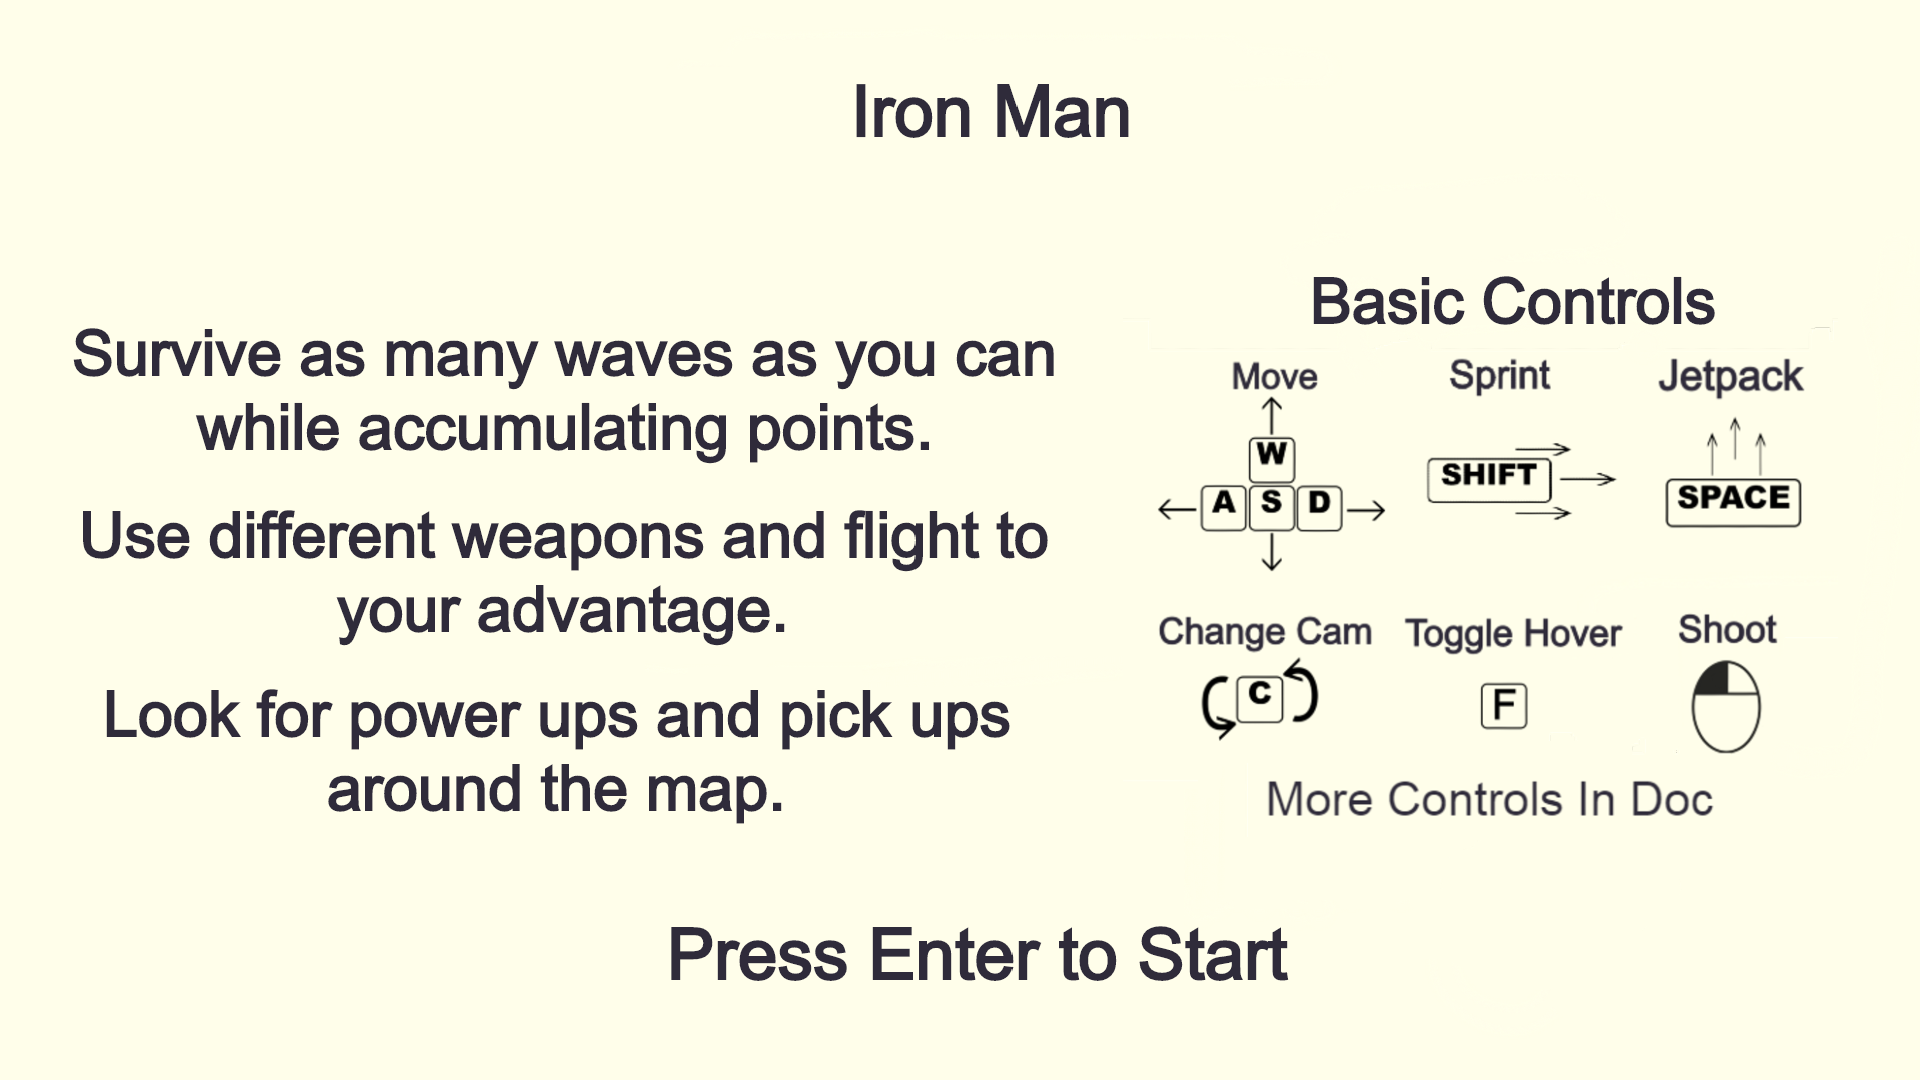 Iron Man
Survive as many waves as you can
while accumulating points.
Use different weapons and flight to
your advantage.
Look for power ups and pick ups
around the map.
Basic Controls
Move
Sprint
Jetpack
W
A S D
SHIFT
SPACE
Change Cam
Toggle Hover
Shoot
C
F
More Controls In Doc
Press Enter to Start